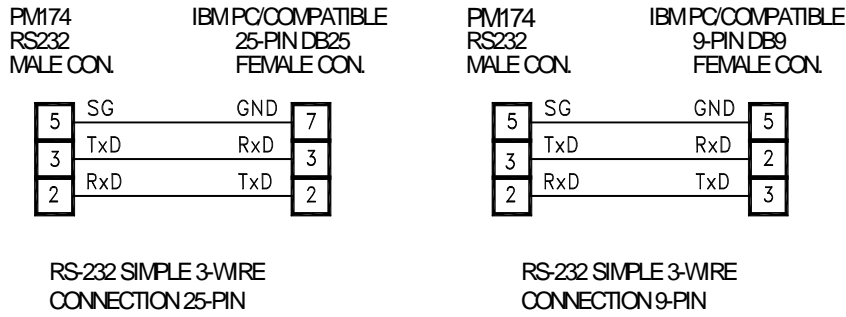 PM174 IBM PC/COMPATIBLE
RS232 25-PIN DB25
MALE CON. FEMALE CON.
5 SG GND 7
3 TxD RxD 3
2 RxD TxD 2
RS-232 SIMPLE 3-WIRE
CONNECTION 25-PIN
PM174 IBM PC/COMPATIBLE
RS232 9-PIN DB9
MALE CON. FEMALE CON.
5 SG GND 5
3 TxD RxD 2
2 RxD TxD 3
RS-232 SIMPLE 3-WIRE
CONNECTION 9-PIN